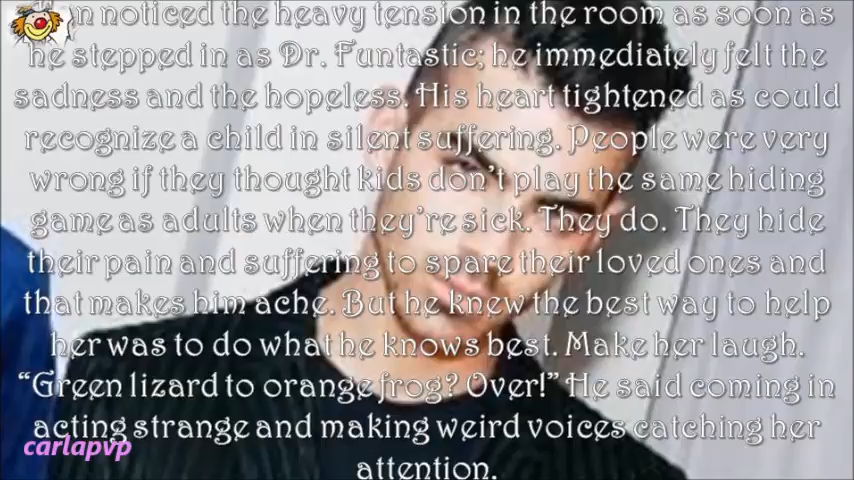 n noticed the heavy tension in the room as soon as
he stepped in as Dr. Funtastic; he immediately felt the
sadness and the hopeless. His heart tightened as could
recognize a child in silent suffering. People were very
wrong if they thought kids don't play the same hiding
game as adults when they're sick. They do. They hide
their pain and suffering to spare their loved ones and
that makes him ache. But he knew the best way to help
her was to do what he knows best. Make her laugh.
“Green lizard to orange frog? Over!” He said coming in
acting strange and making weird voices catching her
attention.
carlapvp